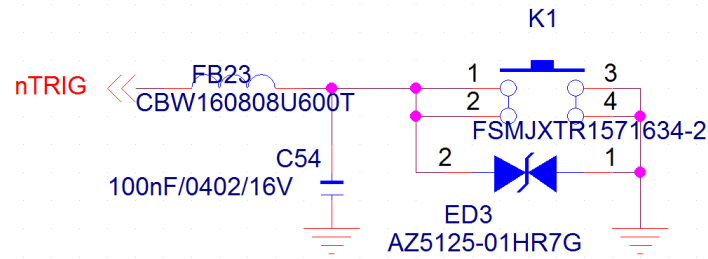 K1
nTRIG
FB23
CBW160808U600T
1
3
2
4
FSMJXTR1571634-2
C54
100nF/0402/16V
2
1
ED3
AZ5125-01HR7G